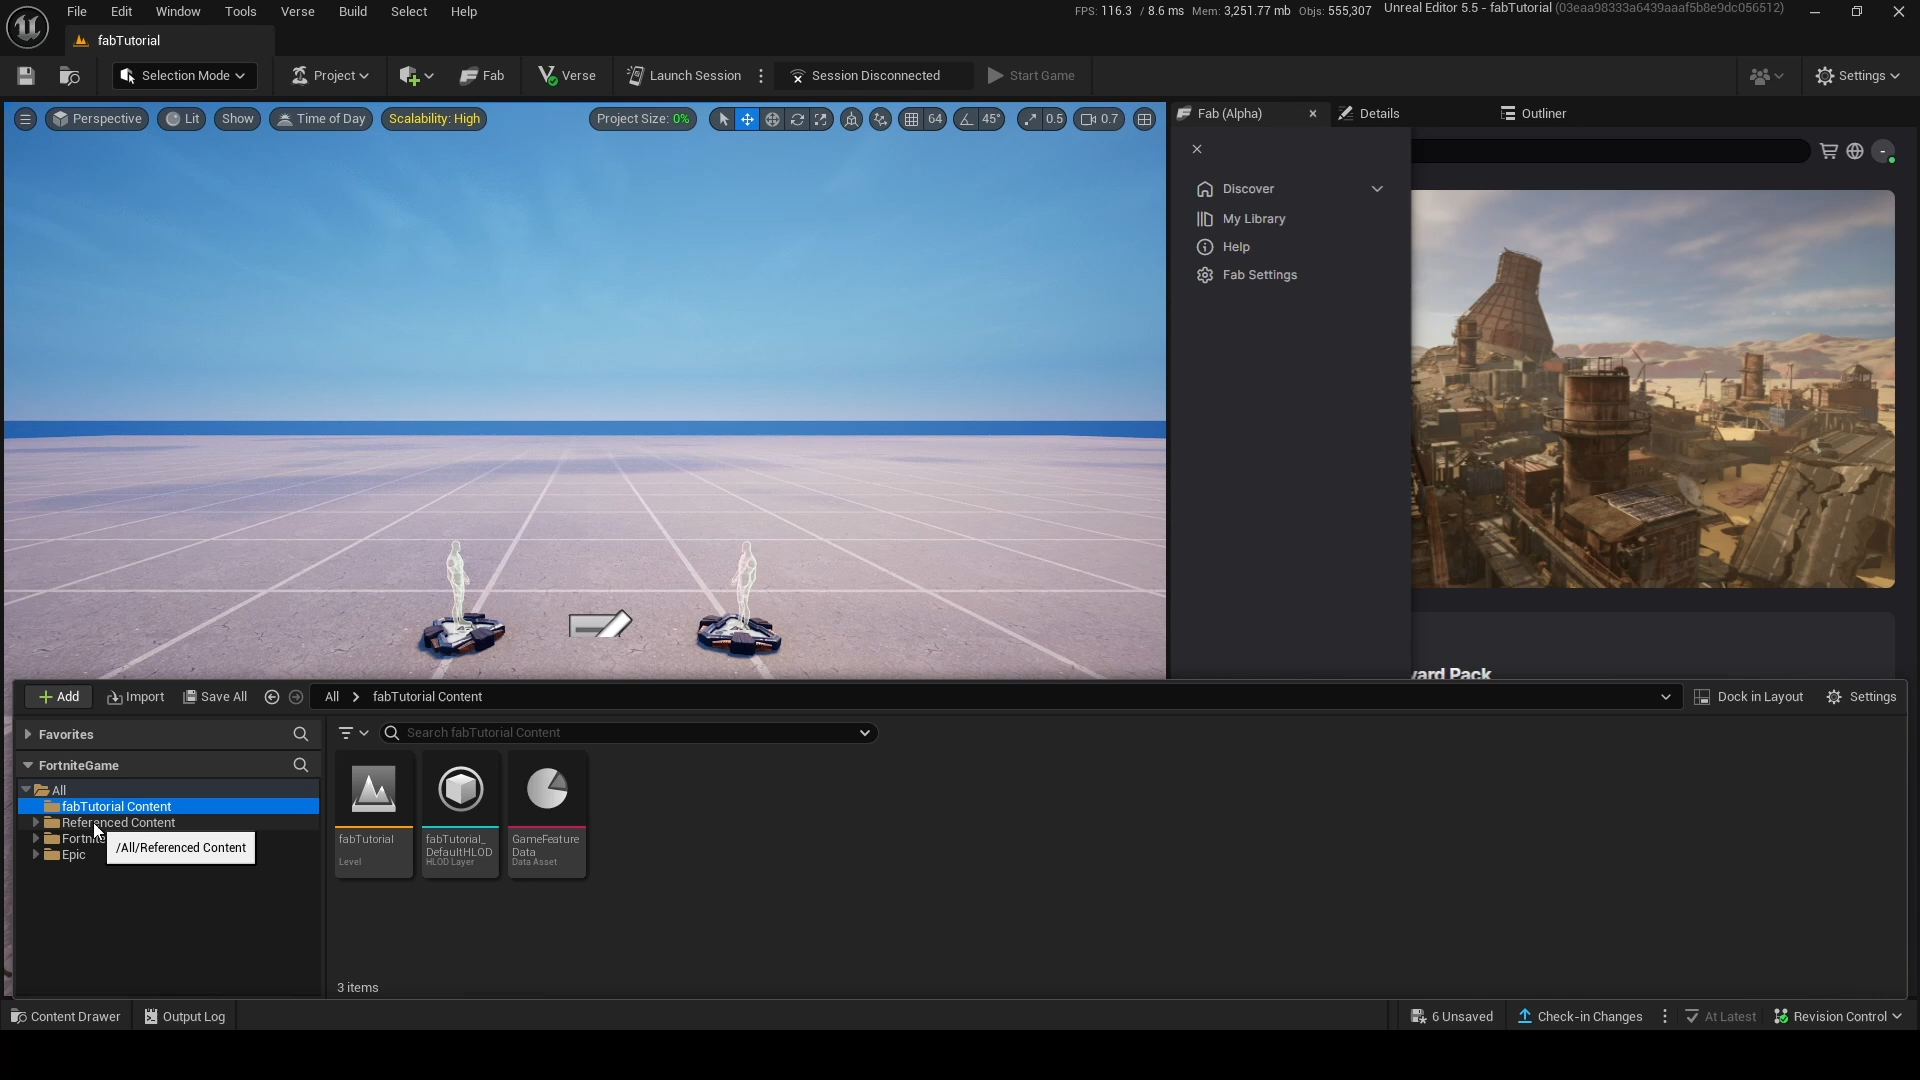 File Edit Window Tools Verse Build Select Help
FPS: 116.3 / 8.6 ms Mem: 3,251.77 mb Objs: 555,307 Unreal Editor 5.5 - fabTutorial (03eaa98333a6439aaaf5b8e9dc056512)
fabTutorial
Selection Mode Project Fab Verse Launch Session Session Disconnected Start Game Settings
Perspective Lit Show Time of Day Scalability: High Project Size: 0% 64 45° 0.5 0.7
Fab (Alpha) Details Outliner
Discover
My Library
Help
Fab Settings
yard Pack
Add Import Save All All > fabTutorial Content Dock in Layout Settings
Favorites
Search fabTutorial Content
FortniteGame
All
fabTutorial Content
Referenced Content
Fortnite
Epic
/All/Referenced Content
fabTutorial
Level
fabTutorial_
DefaultHLOD
HLOD Layer
GameFeature
Data
Data Asset
3 items
Content Drawer Output Log 6 Unsaved Check-in Changes At Latest Revision Control